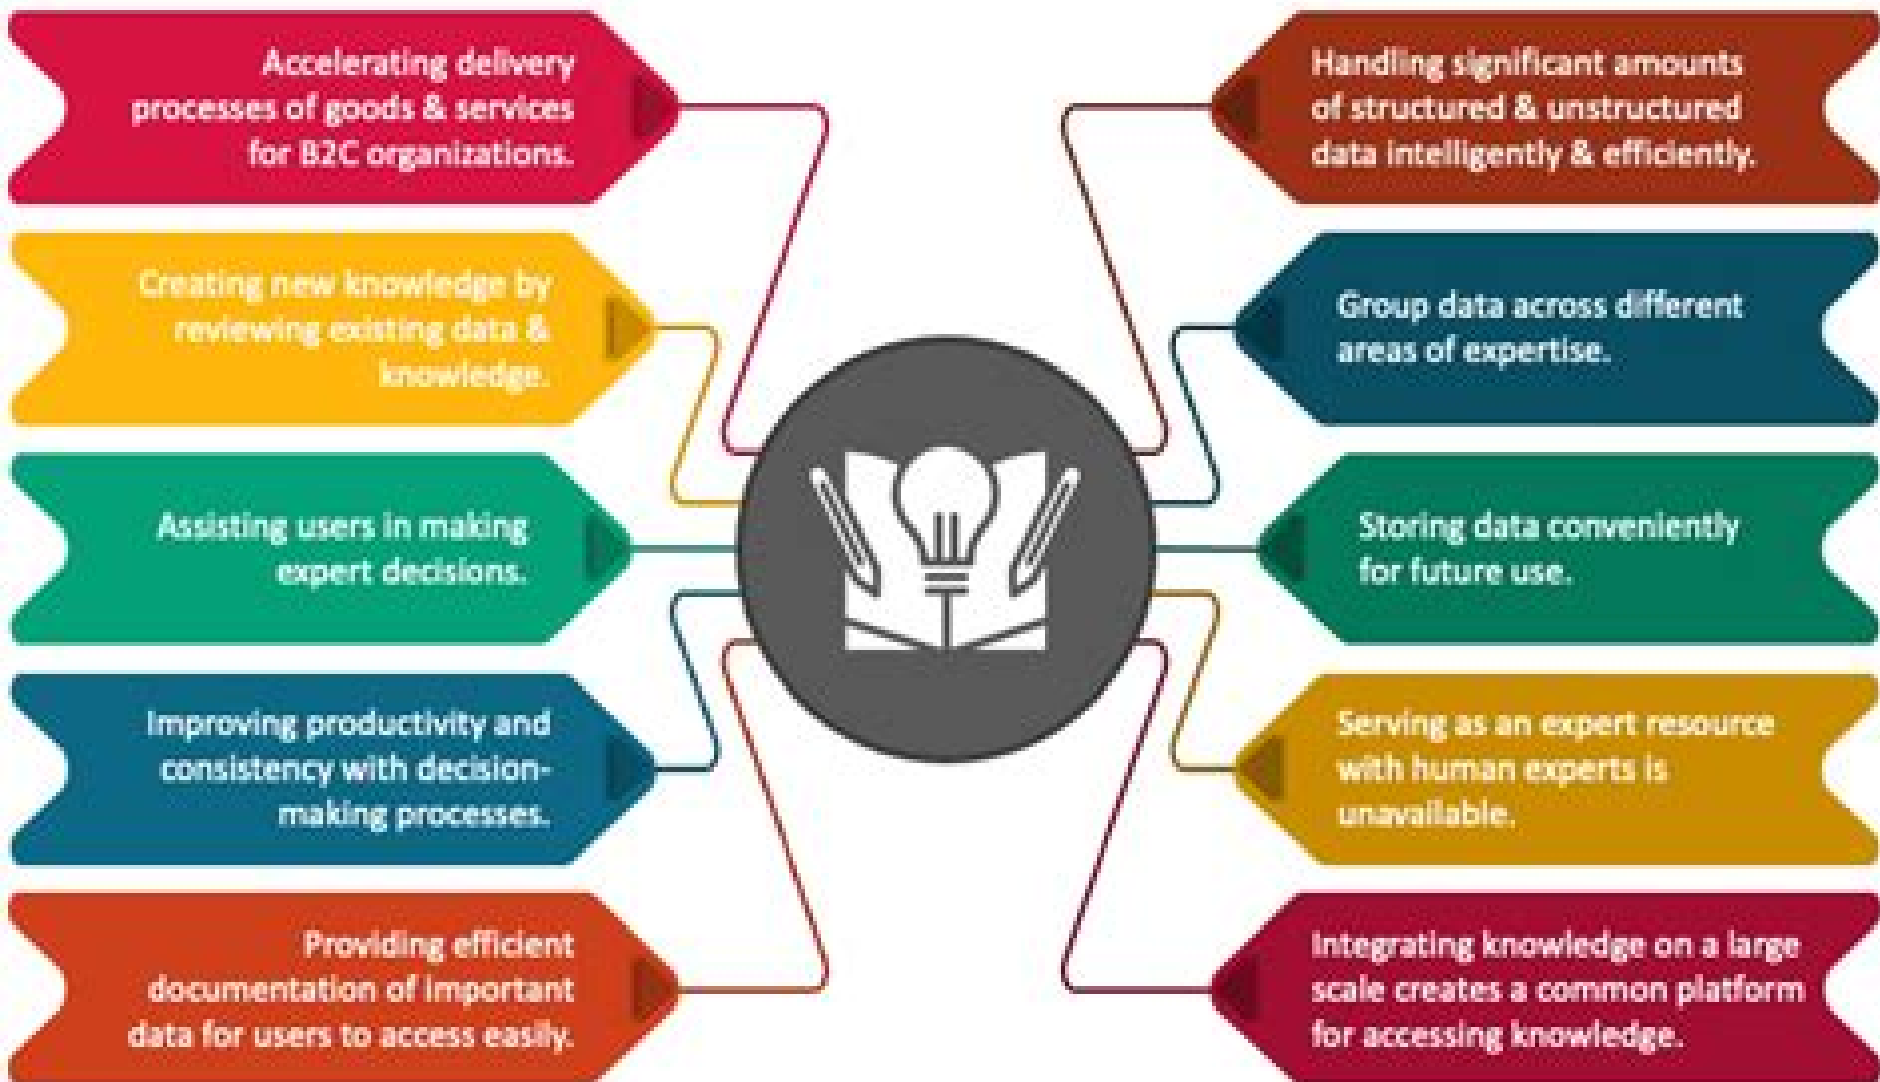 Accelerating delivery
processes of goods & services
for B2C organizations.
Creating new knowledge by
reviewing existing data &
knowledge.
Assisting users in making
expert decisions.
Improving productivity and
consistency with decision-
making processes.
Providing efficient
documentation of important
data for users to access easily.
Handling significant amounts
of structured & unstructured
data intelligently & efficiently.
Group data across different
areas of expertise.
Storing data conveniently
for future use.
Serving as an expert resource
with human experts is
unavailable.
Integrating knowledge on a large
scale creates a common platform
for accessing knowledge.